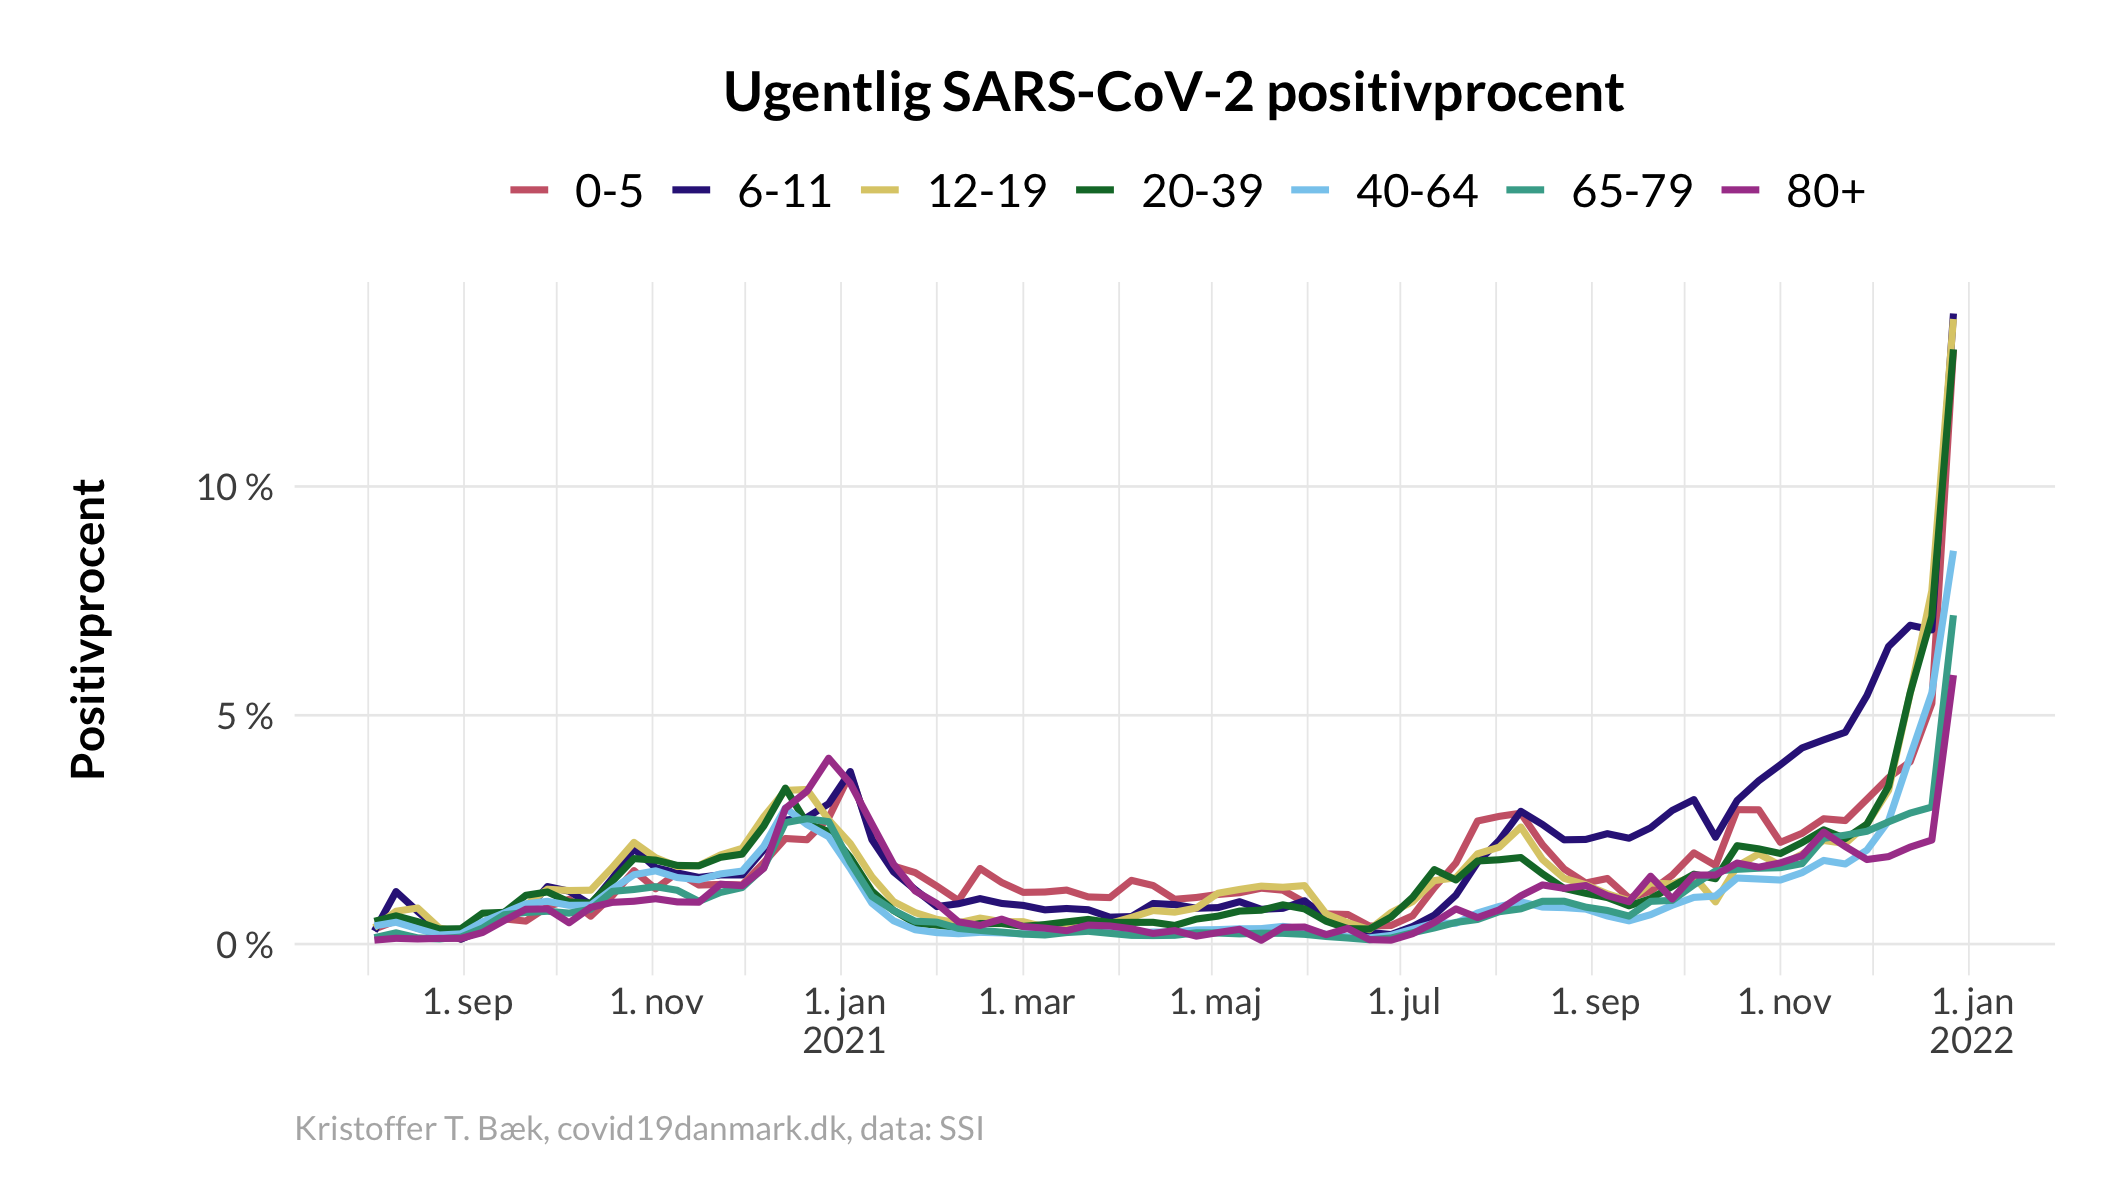 Ugentlig SARS-CoV-2 positivprocent
0-5 6-11 12-19 20-39 40-64 65-79 80+
Positivprocent
10 %
5 %
0 %
1. sep 1. nov 1. jan 1. mar 1. maj 1. jul 1. sep 1. nov 1. jan
2021 2022
Kristoffer T. Bæk, covid19danmark.dk, data: SSI